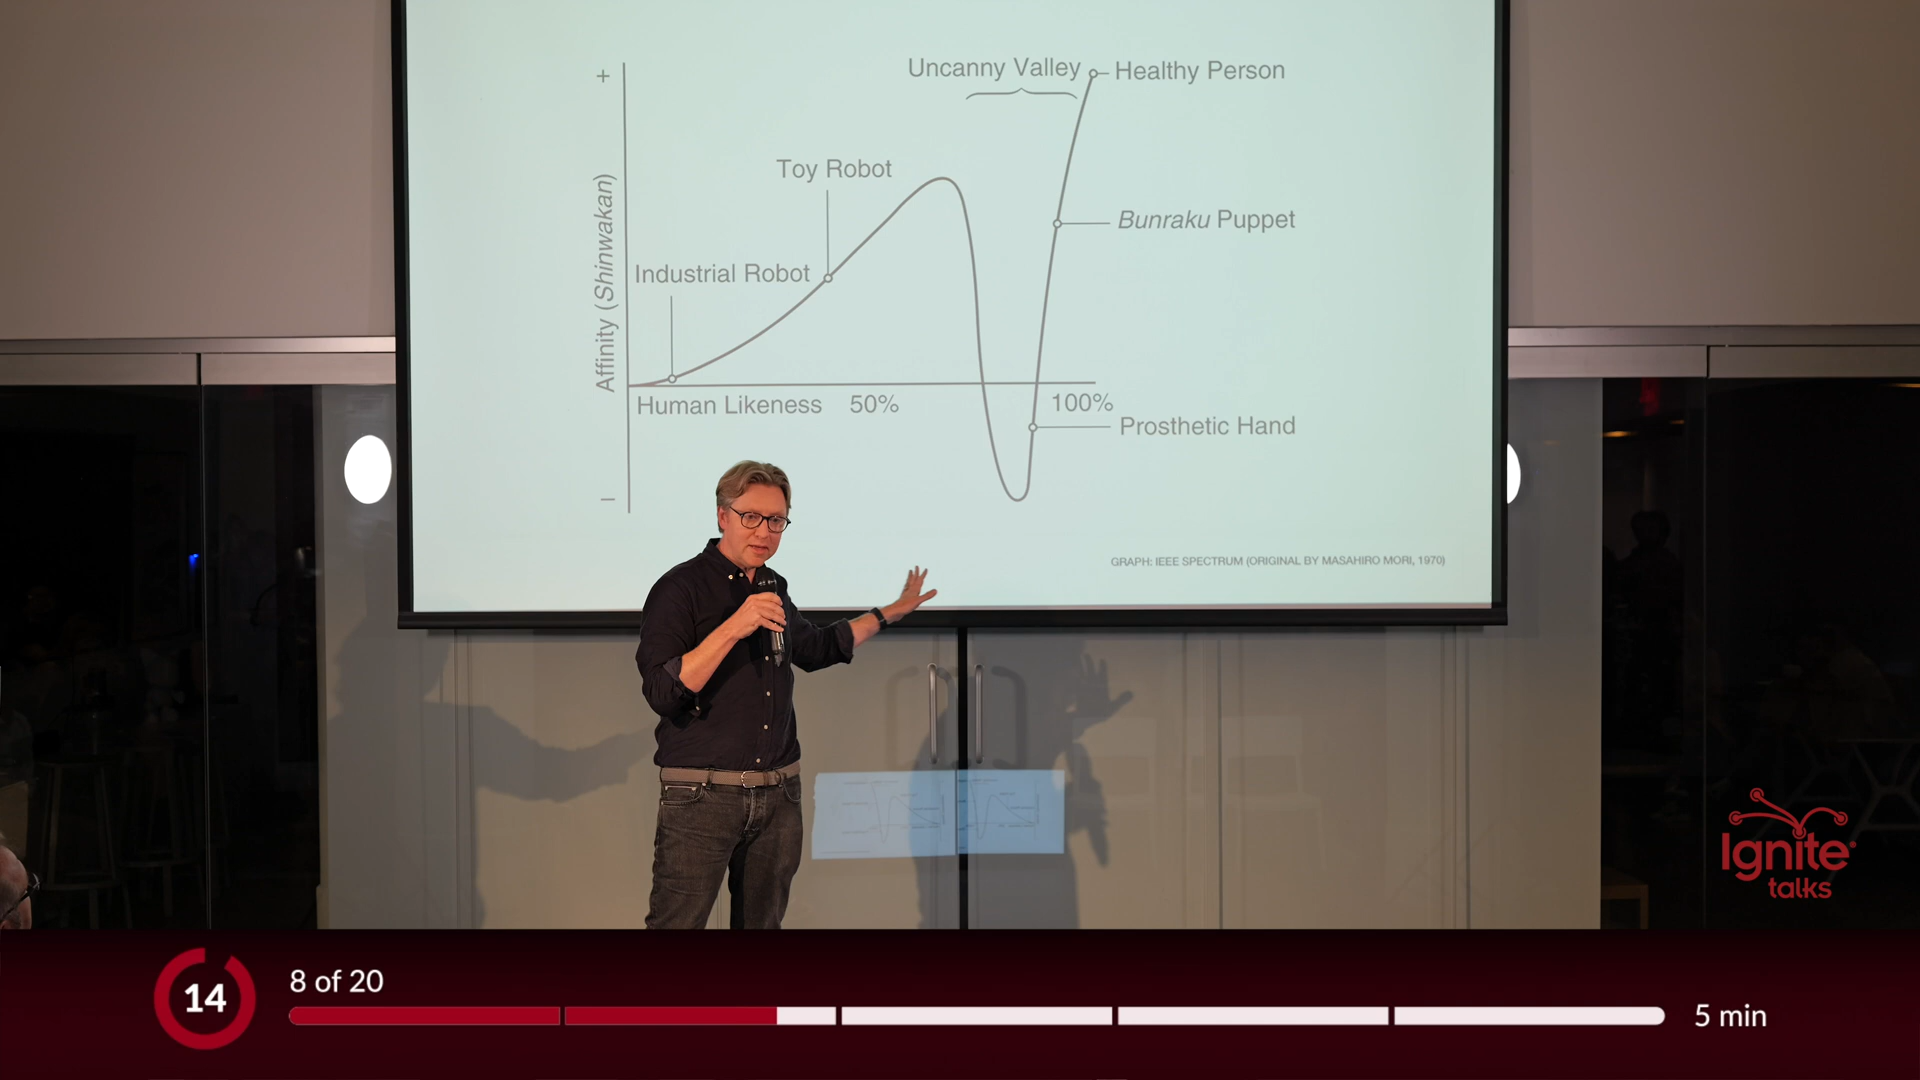 +
Uncanny Valley
Healthy Person
Toy Robot
Bunraku Puppet
Industrial Robot
Affinity (Shinwakan)
Human Likeness 50% 100%
Prosthetic Hand
–
GRAPH: IEEE SPECTRUM (ORIGINAL BY MASAHIRO MORI, 1970)
Ignite
talks
14
8 of 20
5 min